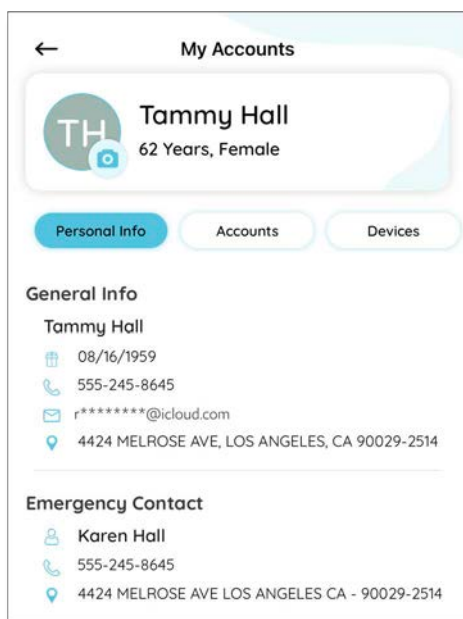 My Accounts
TH
Tammy Hall
62 Years, Female
Personal Info Accounts Devices
General Info
Tammy Hall
08/16/1959
555-245-8645
r********@icloud.com
4424 MELROSE AVE, LOS ANGELES, CA 90029-2514
Emergency Contact
Karen Hall
555-245-8645
4424 MELROSE AVE LOS ANGELES CA - 90029-2514